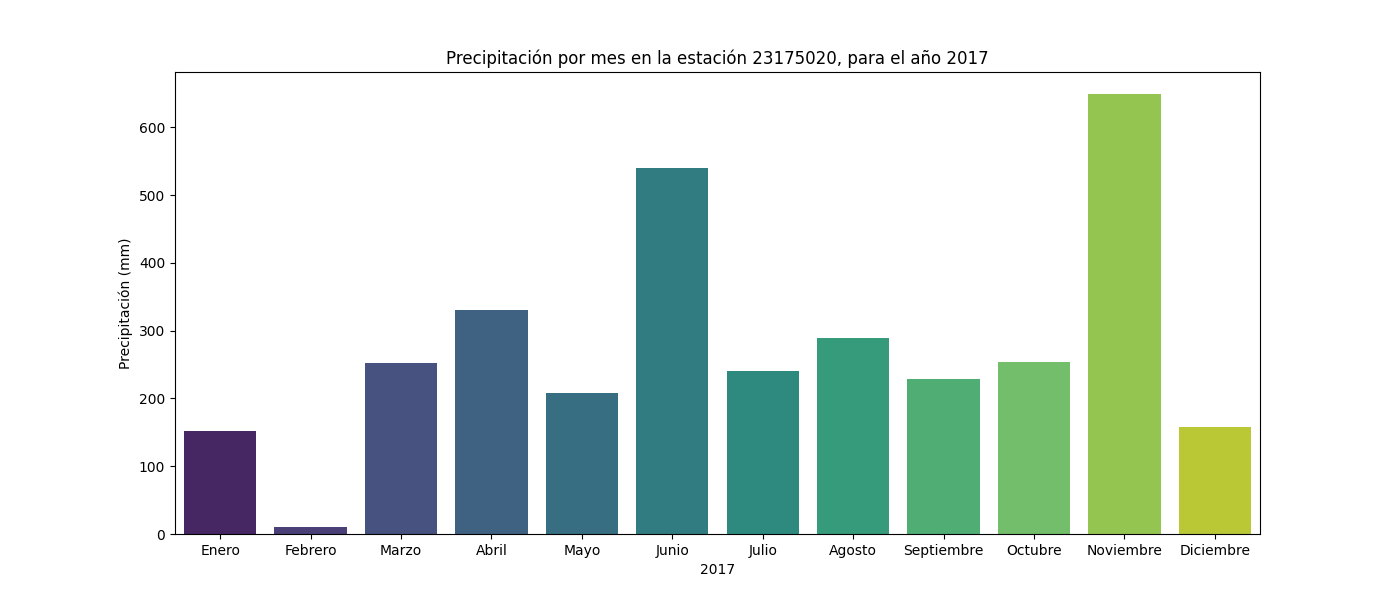 Precipitación por mes en la estación 23175020, para el año 2017
Precipitación (mm)
600
500
400
300
200
100
0
Enero Febrero Marzo Abril Mayo Junio Julio Agosto Septiembre Octubre Noviembre Diciembre
2017